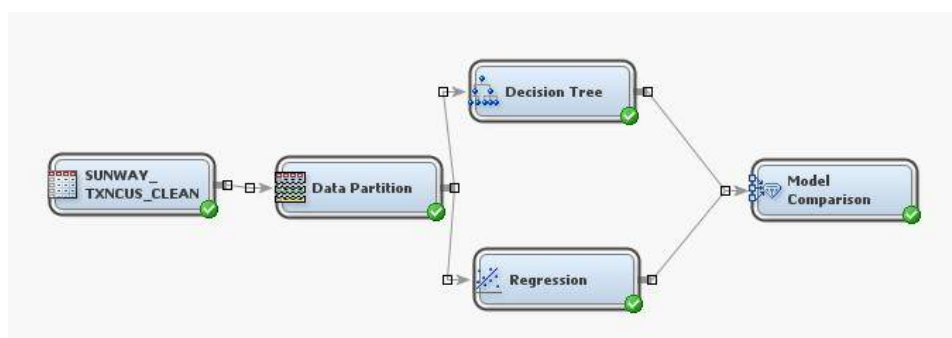 SUNWAY_
TXNCUS_CLEAN
Data Partition
Decision Tree
Regression
Model
Comparison